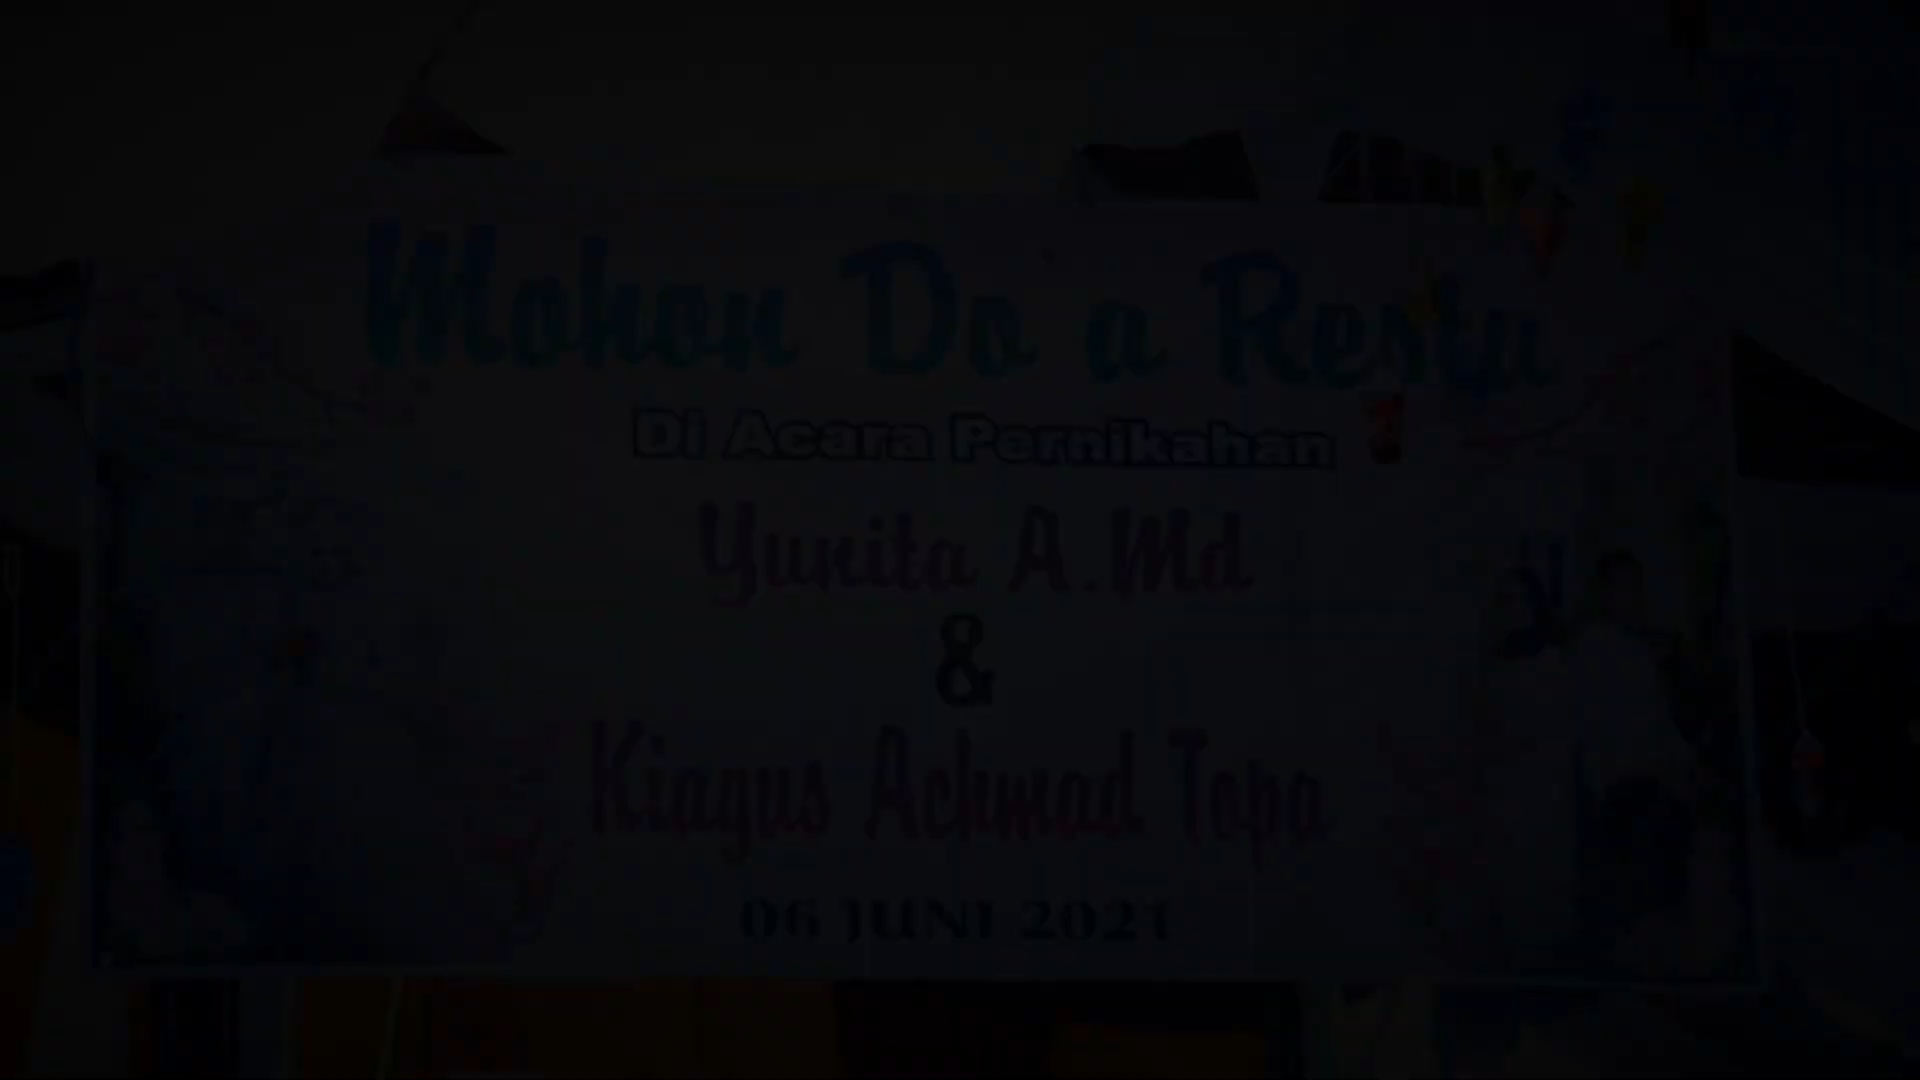 Mohon Do'a Restu
Di Acara Pernikahan
Yunita A.Md
&
Kiagus Achmad Topa
06 JUNI 2021